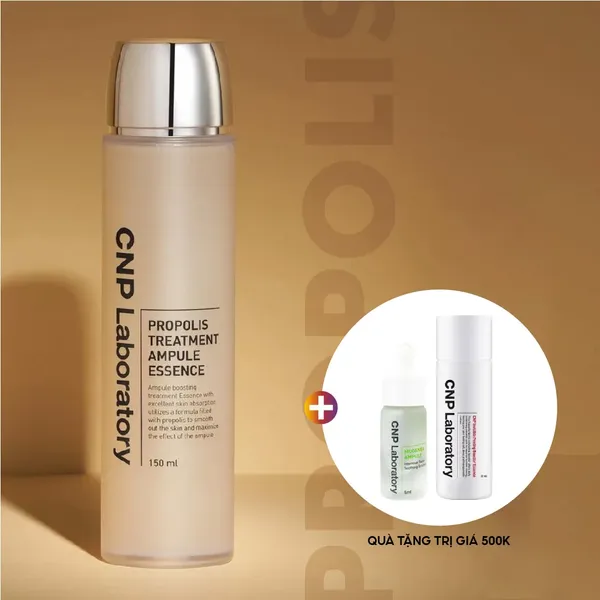 PROPOLIS
CNP Laboratory
PROPOLIS
TREATMENT
AMPULE
ESSENCE
Ampule boosting
treatment Essence with
excellent skin absorption
utilizes a formula filled
with propolis to smooth
out the skin and maximize
the effect of the ampule
150 ml
+
CNP Laboratory
AMPULE
CNP Laboratory
QUÀ TẶNG TRỊ GIÁ 500K